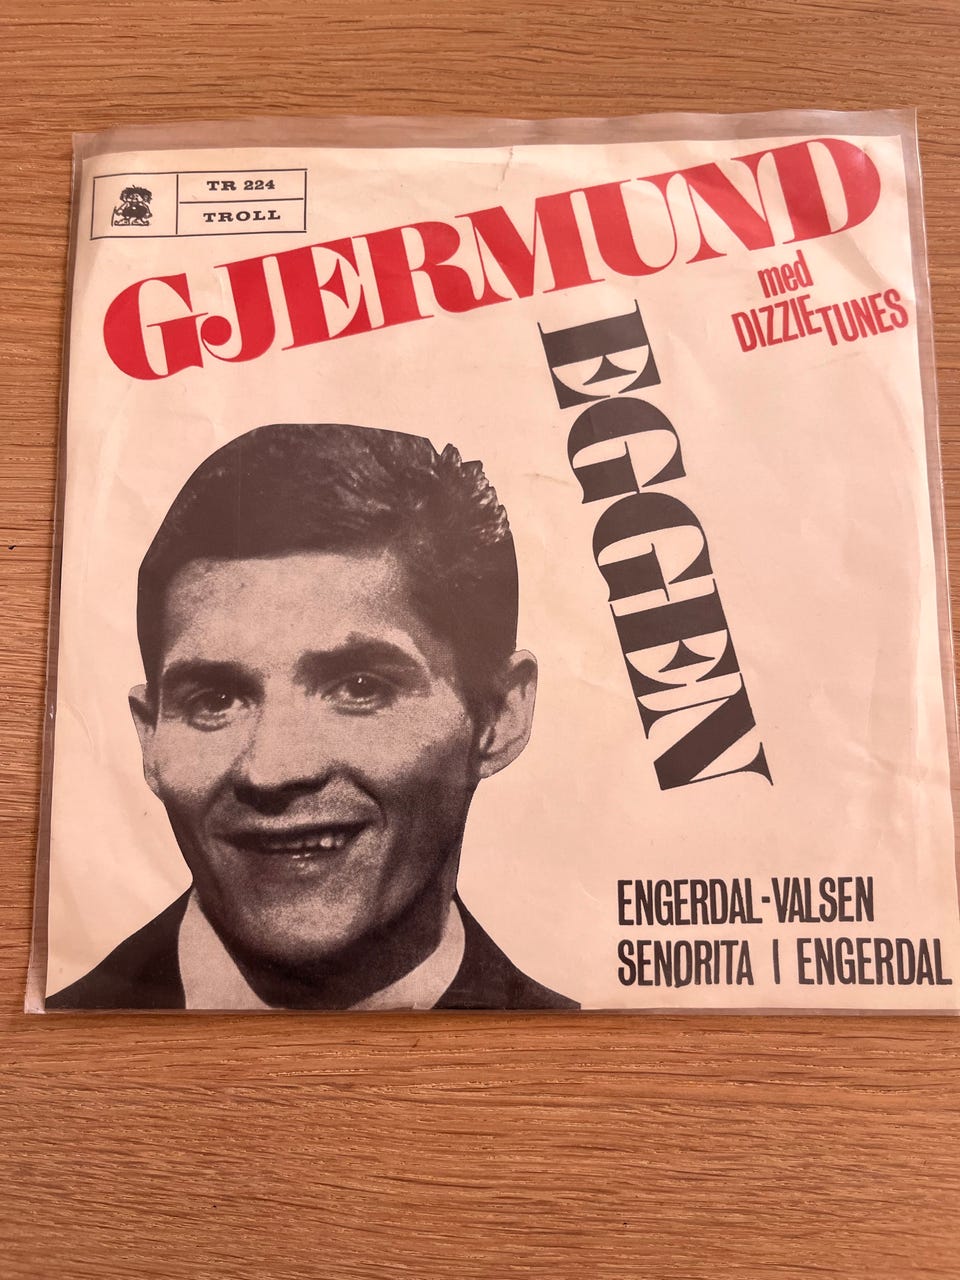 TR 224
TROLL
GJERMUND
EGGEN
med
DIZZIE TUNES
ENGERDAL-VALSEN
SENØRITA I ENGERDAL